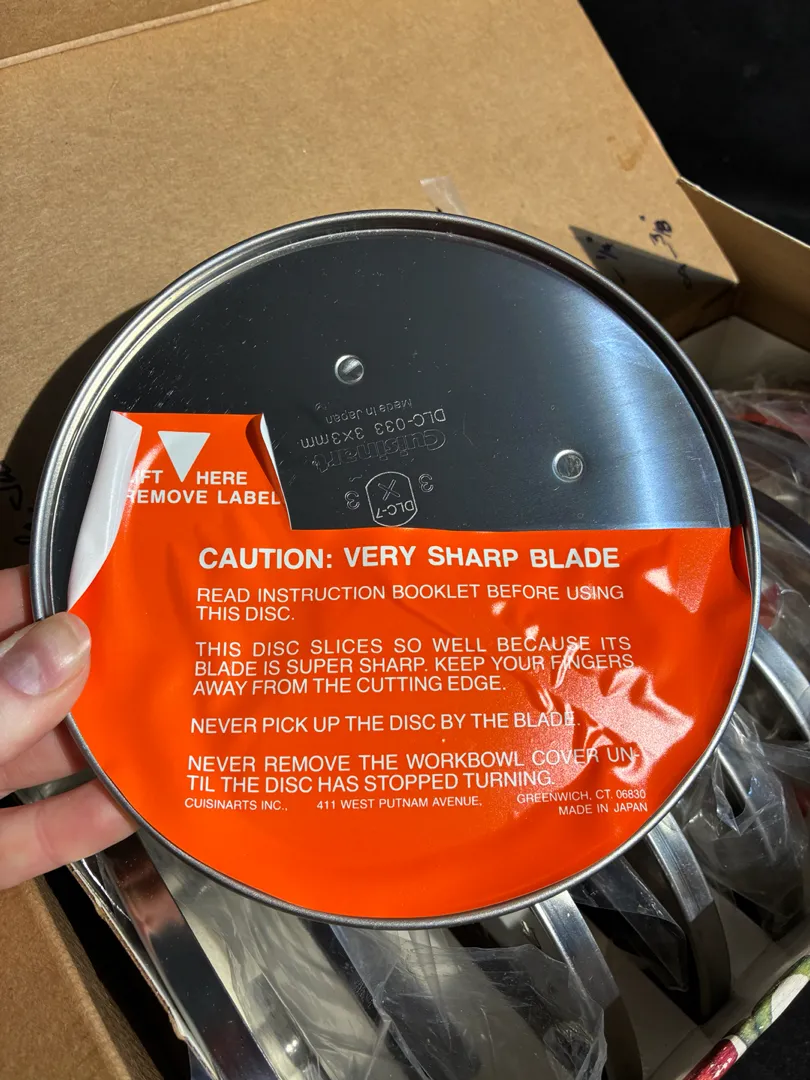 Made in Japan
DLC-033 3×3mm
Cuisinart
3 3
DLC-7
IFT HERE
REMOVE LABEL
CAUTION: VERY SHARP BLADE
READ INSTRUCTION BOOKLET BEFORE USING
THIS DISC.
THIS DISC SLICES SO WELL BECAUSE ITS
BLADE IS SUPER SHARP. KEEP YOUR FINGERS
AWAY FROM THE CUTTING EDGE.
NEVER PICK UP THE DISC BY THE BLADE.
NEVER REMOVE THE WORKBOWL COVER UN-
TIL THE DISC HAS STOPPED TURNING.
CUISINARTS INC., 411 WEST PUTNAM AVENUE, GREENWICH, CT. 06830
MADE IN JAPAN